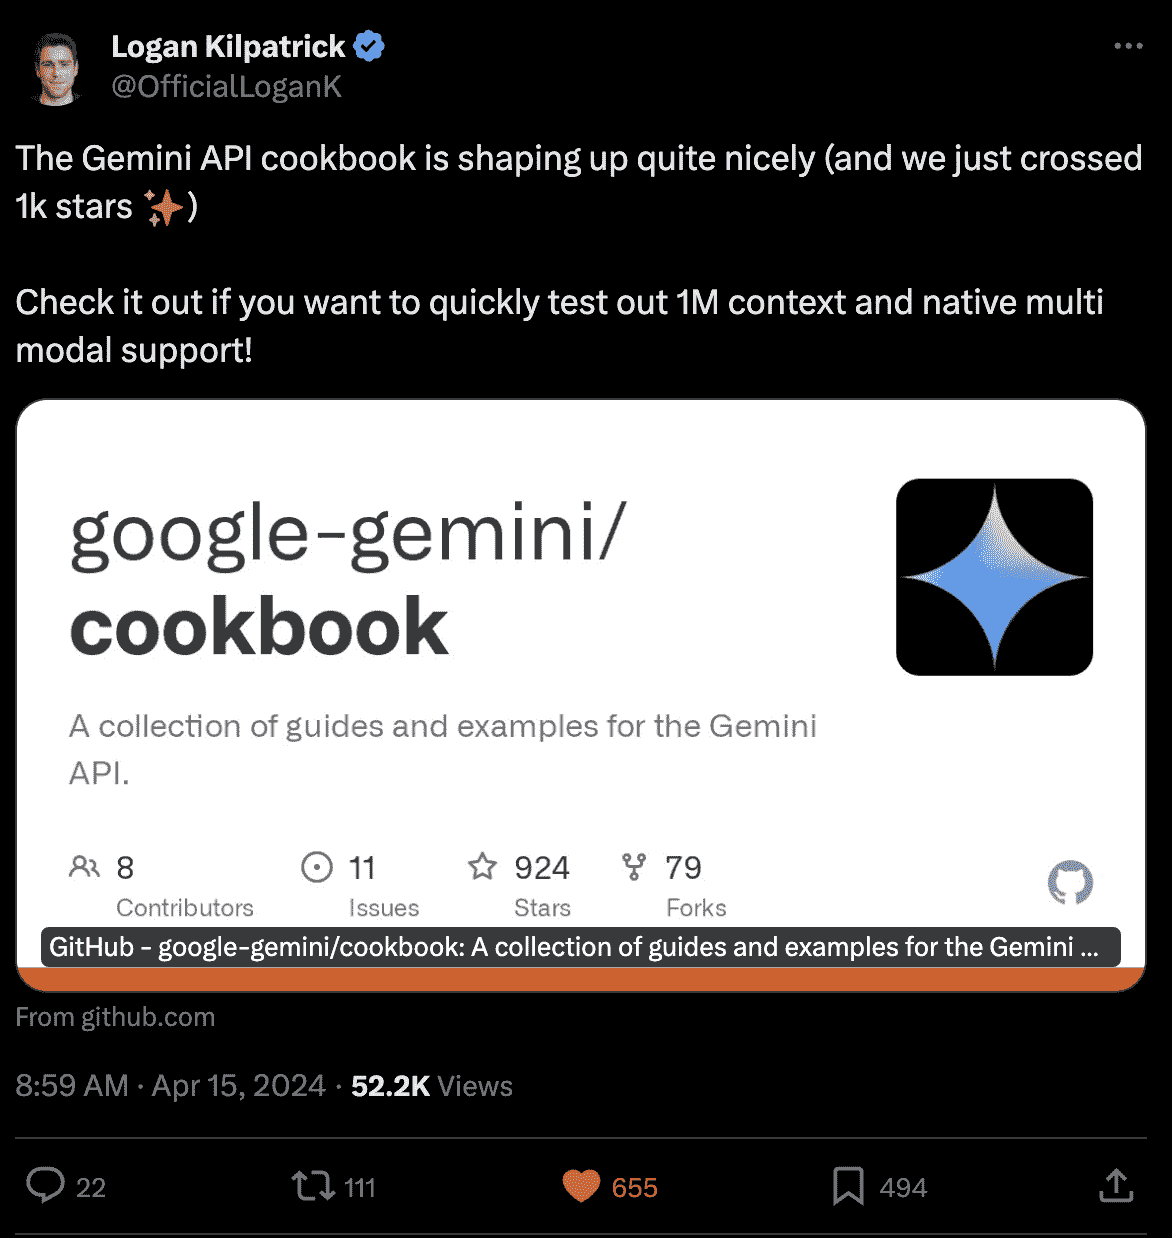 Logan Kilpatrick
@OfficialLoganK
The Gemini API cookbook is shaping up quite nicely (and we just crossed
1k stars ✨)
Check it out if you want to quickly test out 1M context and native multi
modal support!
google-gemini/
cookbook
A collection of guides and examples for the Gemini
API.
8 11 924 79
Contributors Issues Stars Forks
GitHub - google-gemini/cookbook: A collection of guides and examples for the Gemini ...
From github.com
8:59 AM · Apr 15, 2024 · 52.2K Views
22 111 655 494